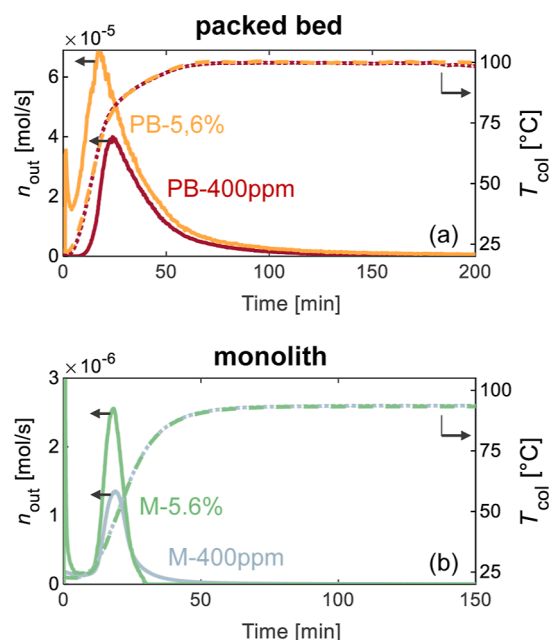 packed bed
×10⁻⁵
6
4
2
0
n_out [mol/s]
PB-5,6%
PB-400ppm
100
75
50
25
T_col [°C]
(a)
0 50 100 150 200
Time [min]
monolith
×10⁻⁶
3
2
1
0
n_out [mol/s]
M-5.6%
M-400ppm
100
75
50
25
T_col [°C]
(b)
0 50 100 150
Time [min]